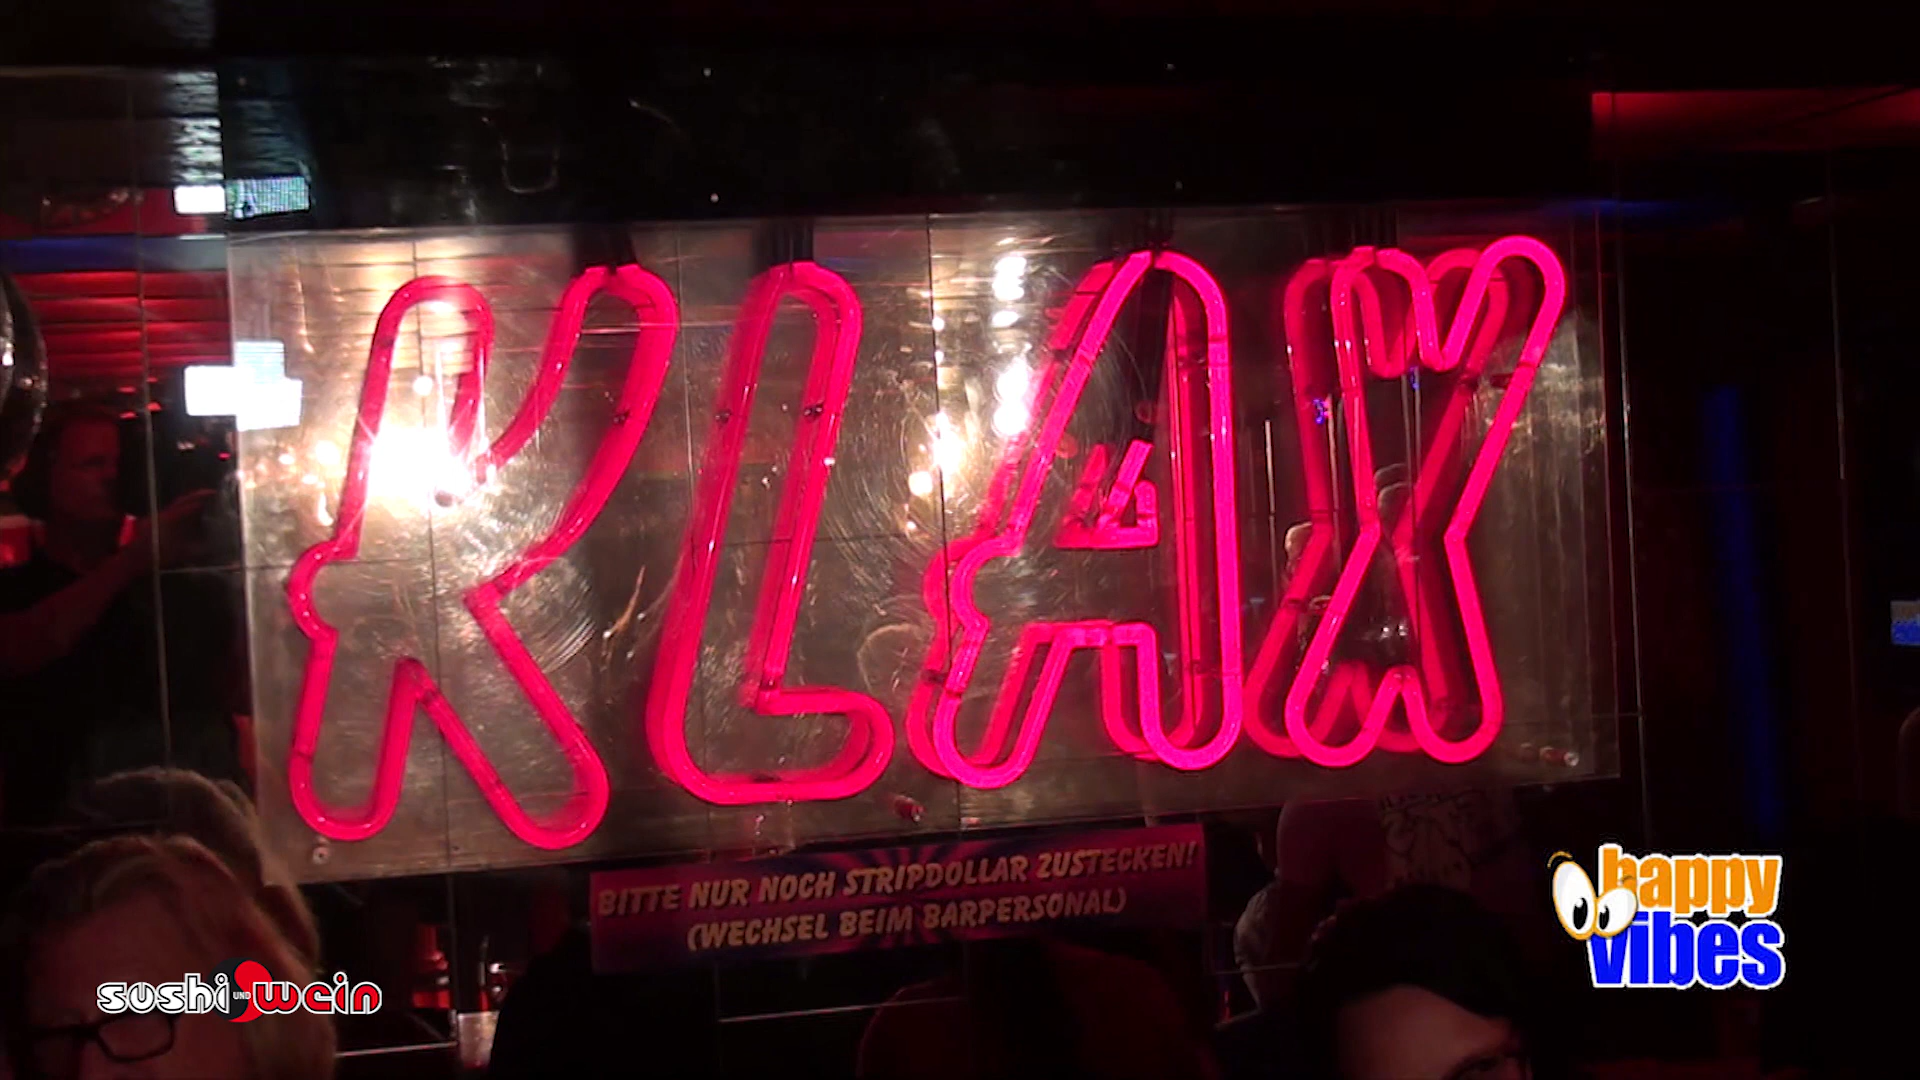 KLAX
BITTE NUR NOCH STRIPDOLLAR ZUSTECKEN!
(WECHSEL BEIM BARPERSONAL)
sushi UND wein
happy
vibes